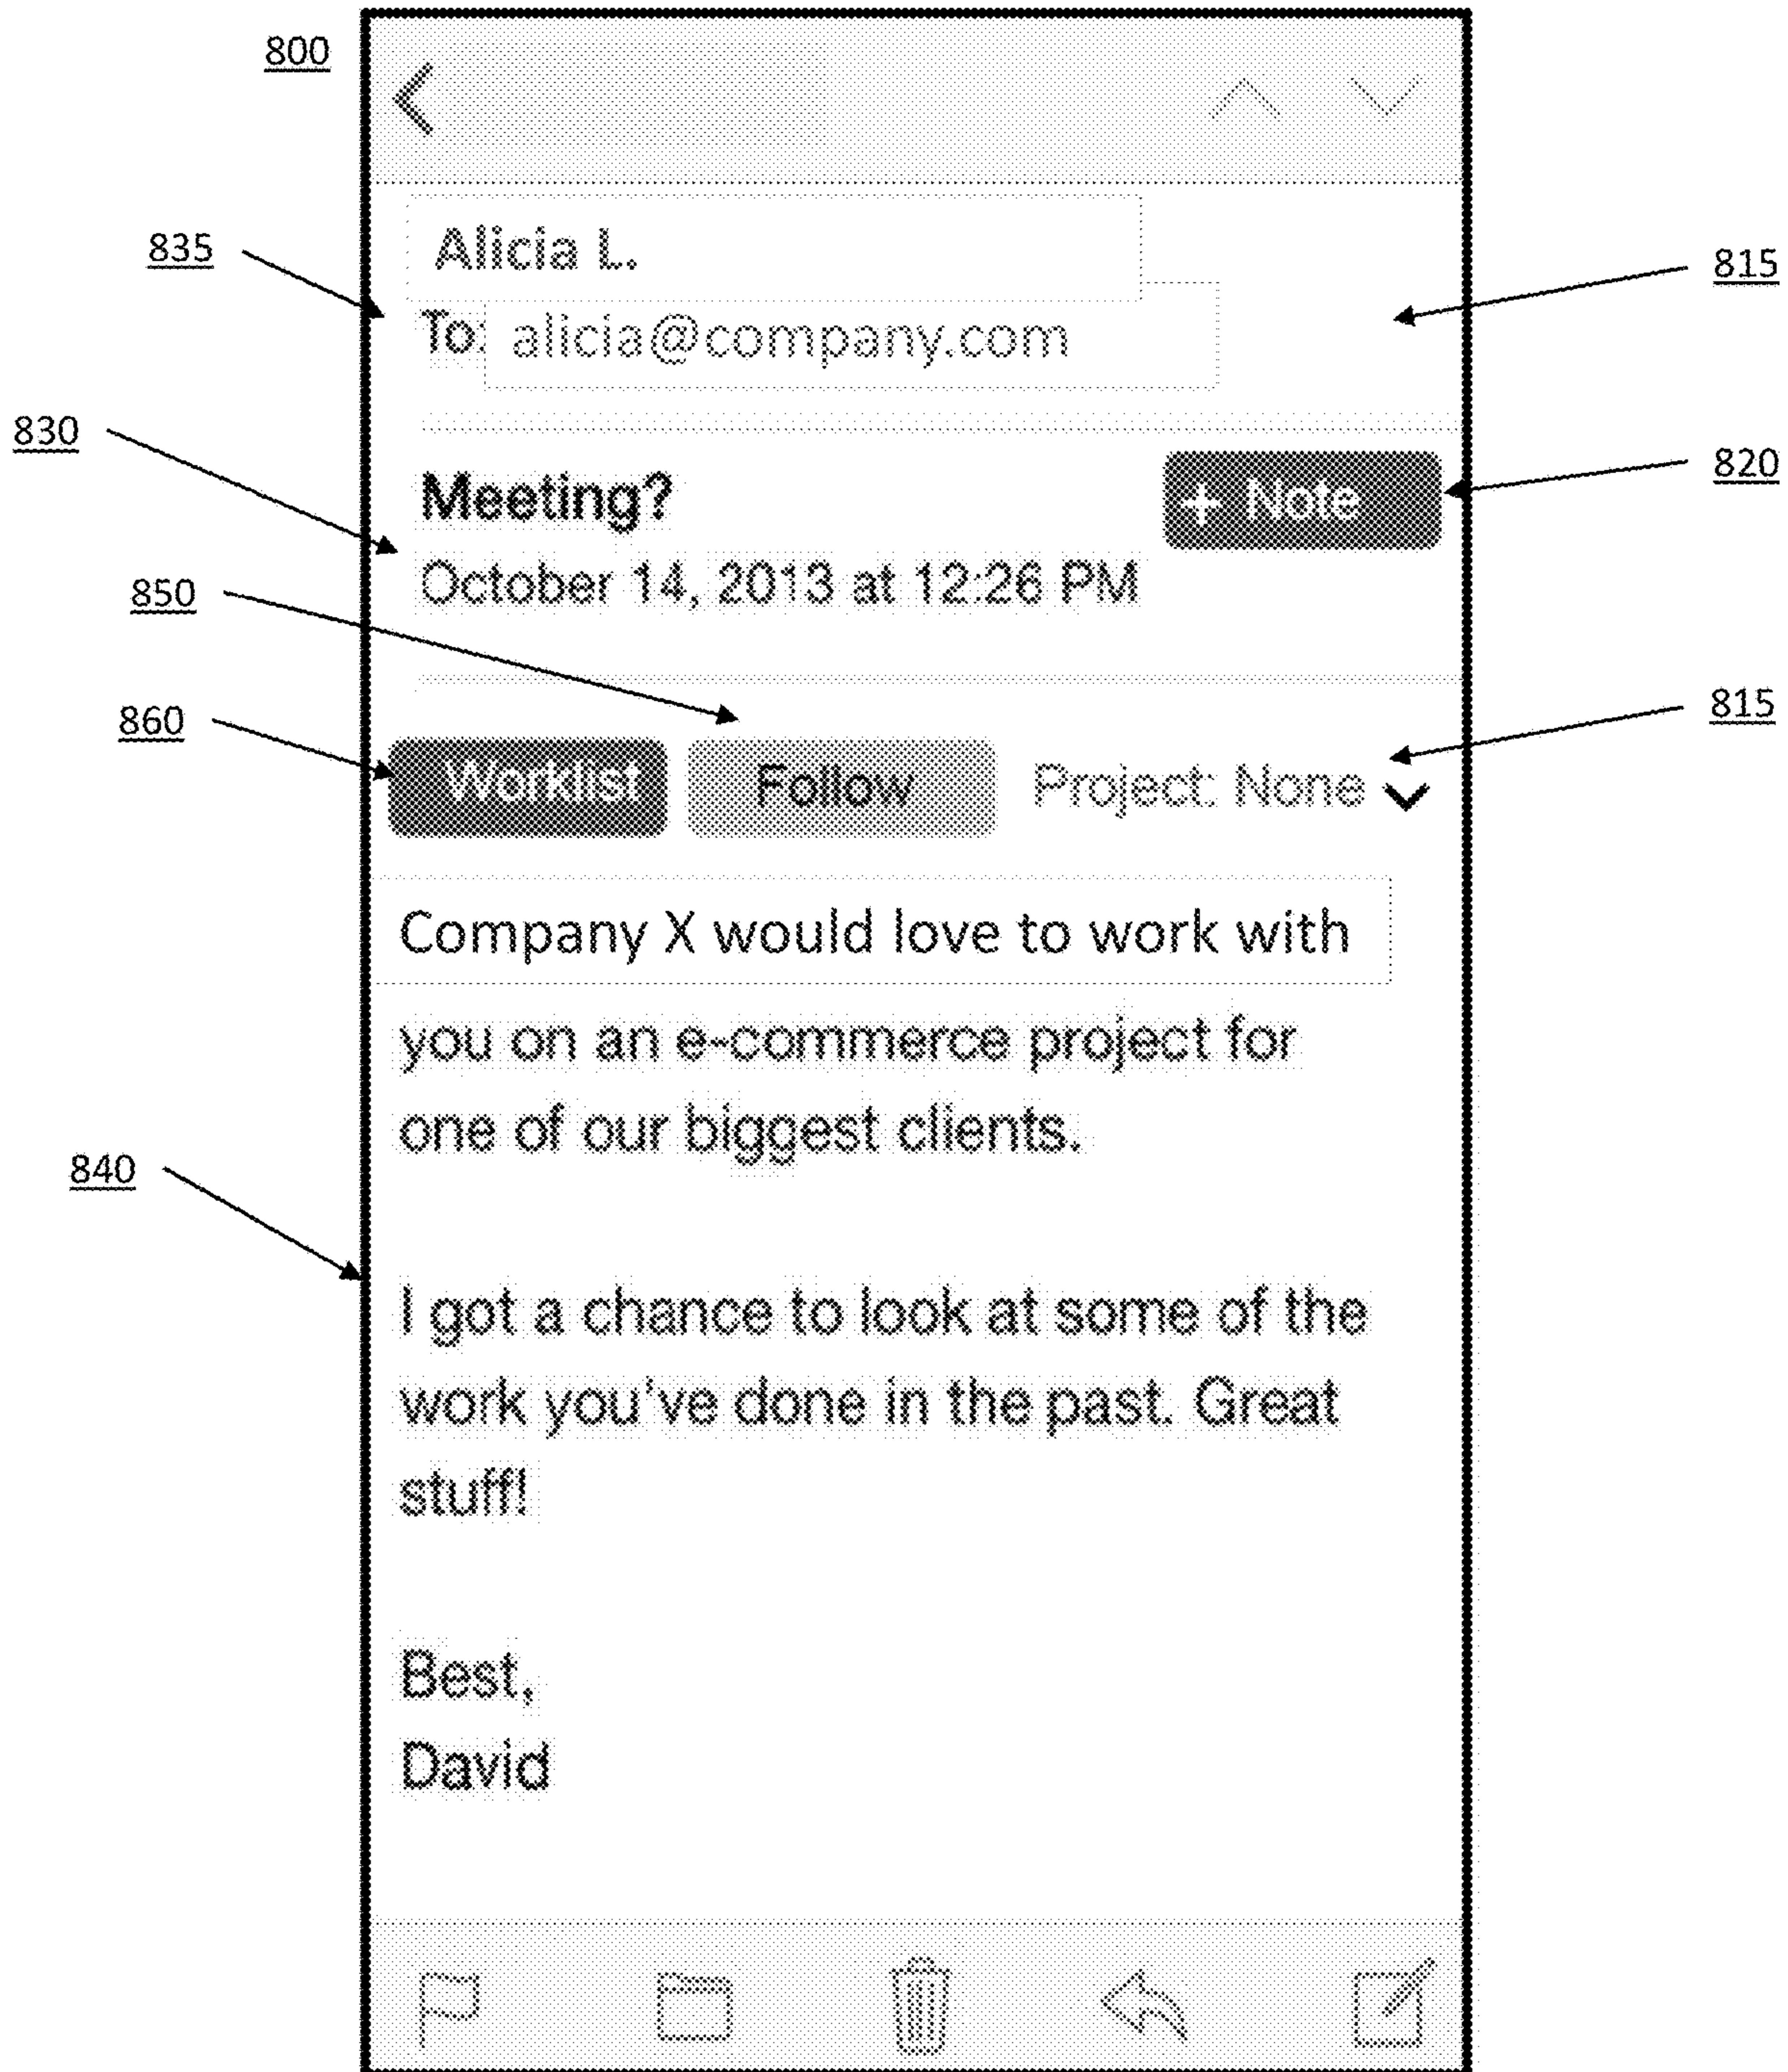 800
Alicia L.
835
815
To: alicia@company.com
830
Meeting?
+ Note
820
October 14, 2013 at 12:26 PM
850
860
815
Worklist
Follow
Project: None
Company X would love to work with
you on an e-commerce project for
one of our biggest clients.
840
I got a chance to look at some of the
work you've done in the past. Great
stuff!
Best,
David